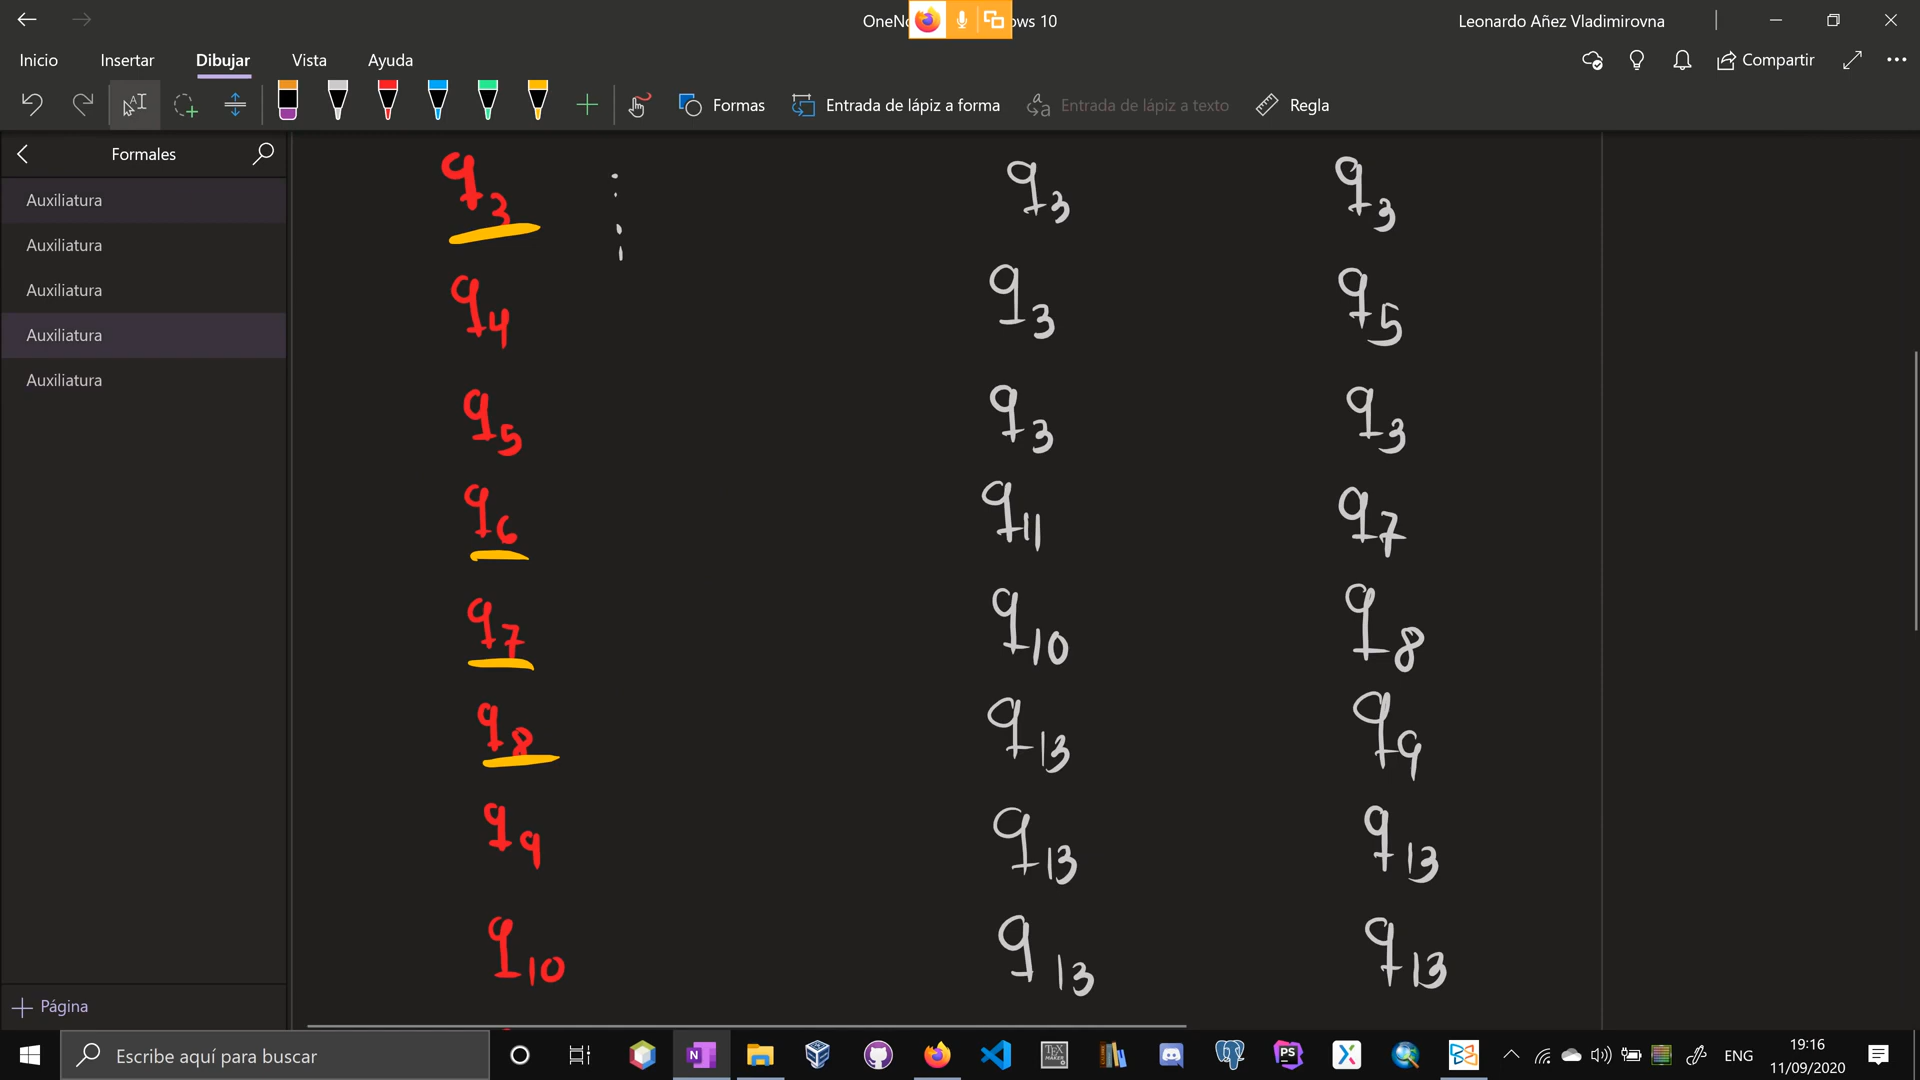 OneNo
ows 10
Leonardo Añez Vladimirovna
Inicio
Insertar
Dibujar
Vista
Ayuda
Compartir
Formas
Entrada de lápiz a forma
Entrada de lápiz a texto
Regla
Formales
Auxiliatura
Auxiliatura
Auxiliatura
Auxiliatura
Auxiliatura
q3 q3 q3
q4 q3 q5
q5 q3 q3
q6 q11 q7
q7 q10 q8
q8 q13 q9
q9 q13 q13
q10 q13 q13
Página
Escribe aquí para buscar
ENG
19:16
11/09/2020